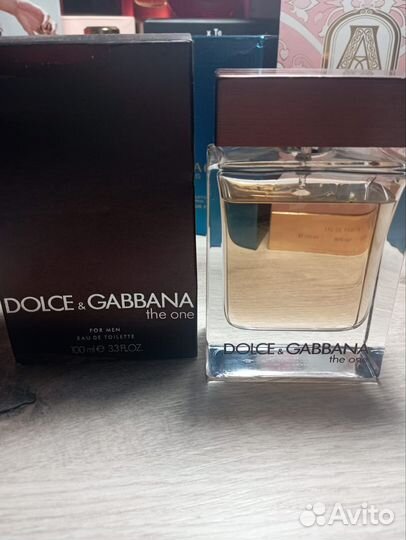 DOLCE & GABBANA
the one
FOR MEN
EAU DE TOILETTE
100 ml e 3.3 FL.OZ.
DOLCE & GABBANA
the one
A
Avito